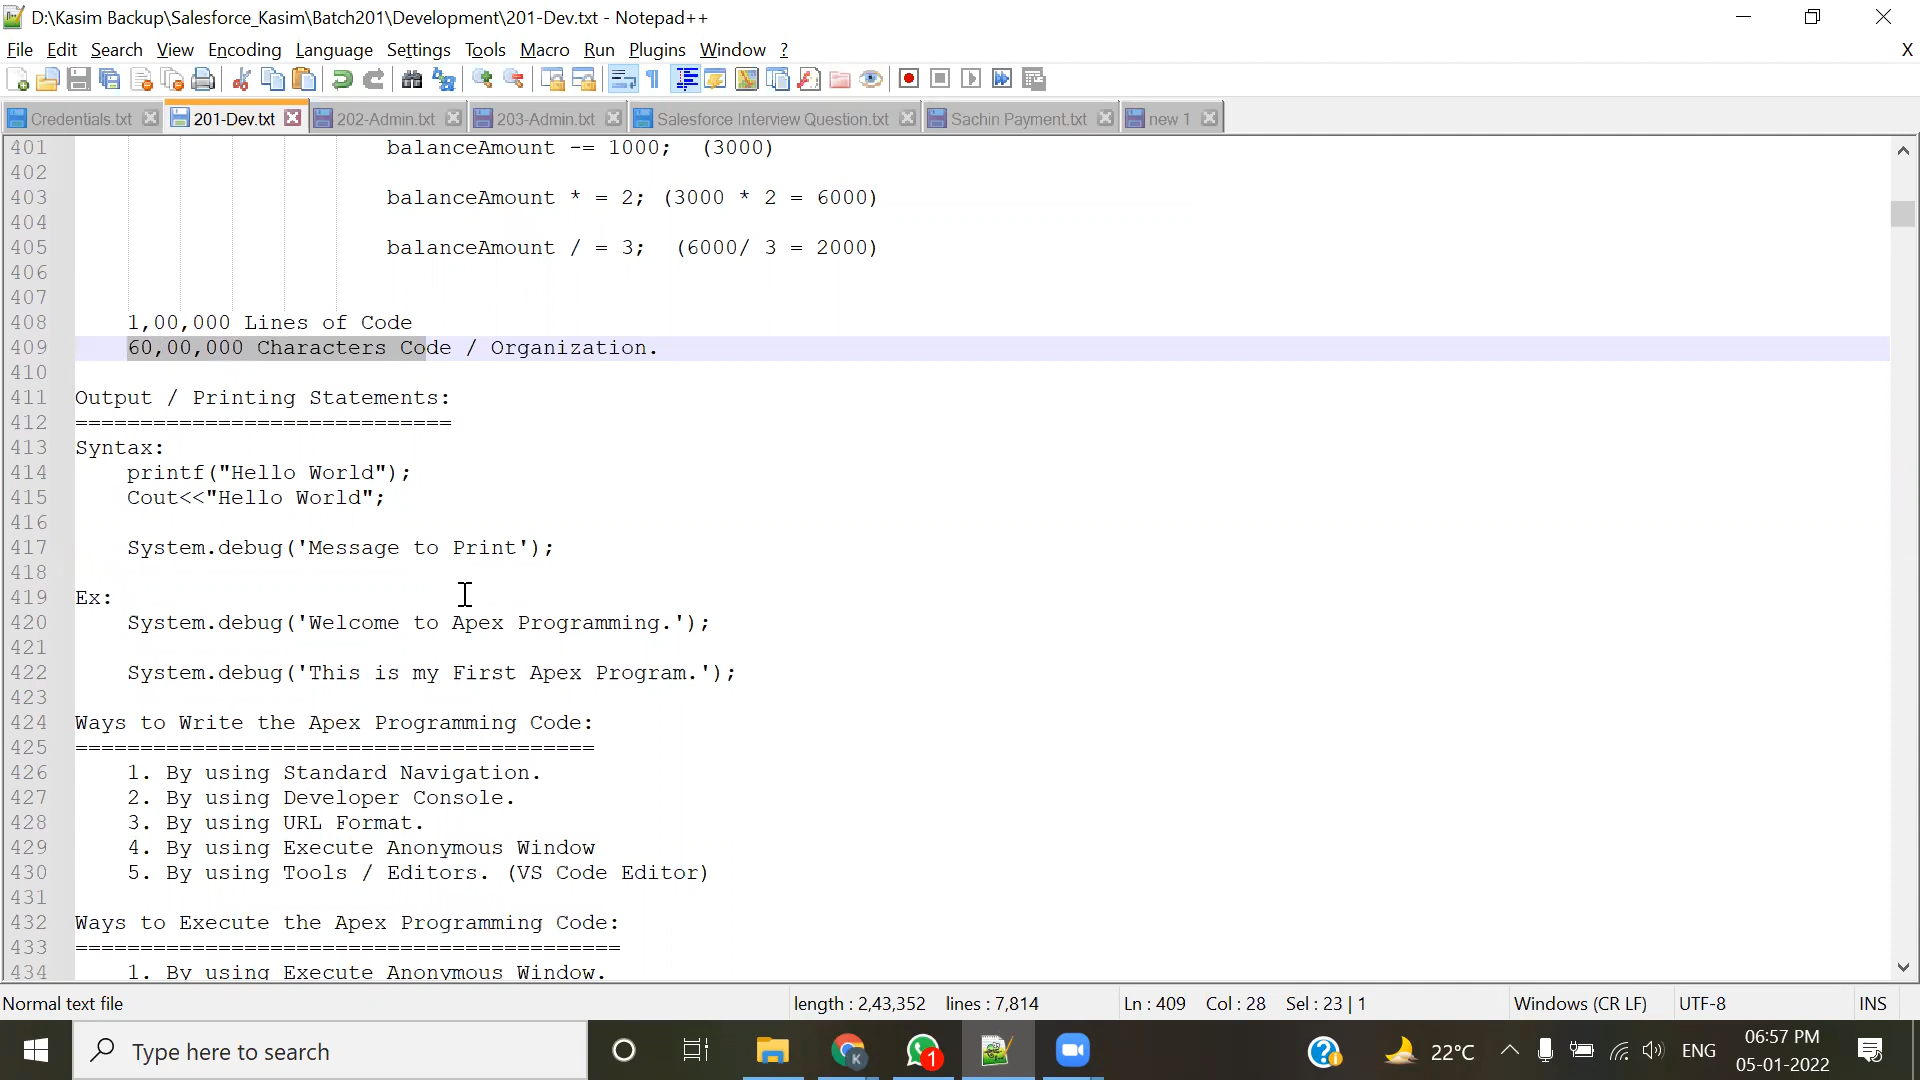 D:\Kasim Backup\Salesforce_Kasim\Batch201\Development\201-Dev.txt - Notepad++
File Edit Search View Encoding Language Settings Tools Macro Run Plugins Window ? X
Credentials.txt 201-Dev.txt 202-Admin.txt 203-Admin.txt Salesforce Interview Question.txt Sachin Payment.txt new 1
401 balanceAmount -= 1000; (3000)
402
403 balanceAmount * = 2; (3000 * 2 = 6000)
404
405 balanceAmount / = 3; (6000/ 3 = 2000)
406
407
408 1,00,000 Lines of Code
409 60,00,000 Characters Code / Organization.
410
411 Output / Printing Statements:
412 =============================
413 Syntax:
414 printf("Hello World");
415 Cout<<"Hello World";
416
417 System.debug('Message to Print');
418
419 Ex:
420 System.debug('Welcome to Apex Programming.');
421
422 System.debug('This is my First Apex Program.');
423
424 Ways to Write the Apex Programming Code:
425 ========================================
426 1. By using Standard Navigation.
427 2. By using Developer Console.
428 3. By using URL Format.
429 4. By using Execute Anonymous Window
430 5. By using Tools / Editors. (VS Code Editor)
431
432 Ways to Execute the Apex Programming Code:
433 ==========================================
434 1. By using Execute Anonymous Window.
Normal text file length : 2,43,352 lines : 7,814 Ln : 409 Col : 28 Sel : 23 | 1 Windows (CR LF) UTF-8 INS
Type here to search K 1 22°C ENG 06:57 PM
05-01-2022